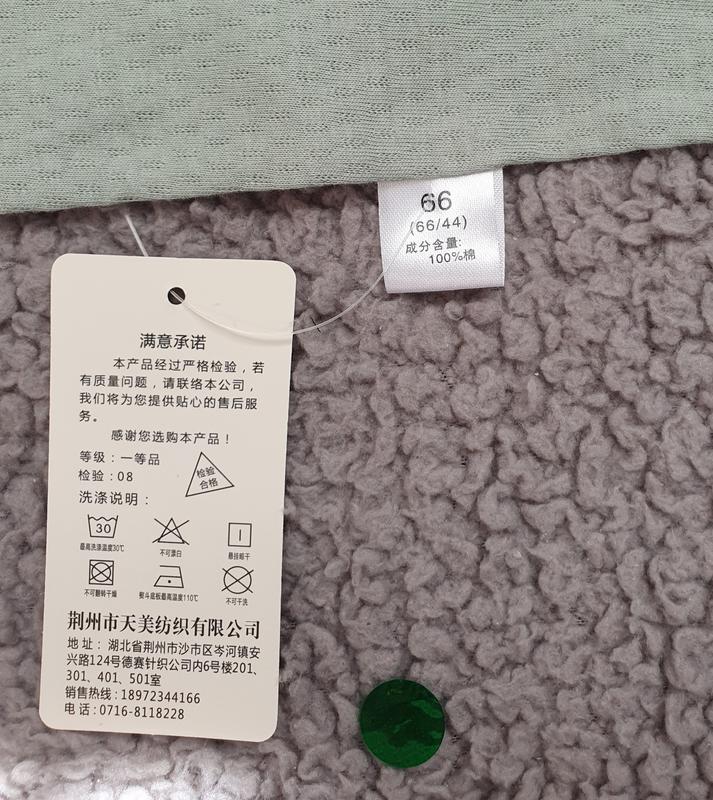 66
(66/44)
成分含量:
100%棉
满意承诺
本产品经过严格检验，若
有质量问题，请联络本公司，
我们将为您提供贴心的售后服
务。
感谢您选购本产品！
等级：一等品
检验：08
检验
合格
洗涤说明：
30
最高洗涤温度30℃
不可漂白
悬挂晾干
不可翻转干燥
熨斗底板最高温度110℃
不可干洗
荆州市天美纺织有限公司
地 址：湖北省荆州市沙市区岑河镇安
兴路124号德赛针织公司内6号楼201、
301、401、501室
销售热线：18972344166
电 话：0716-8118228